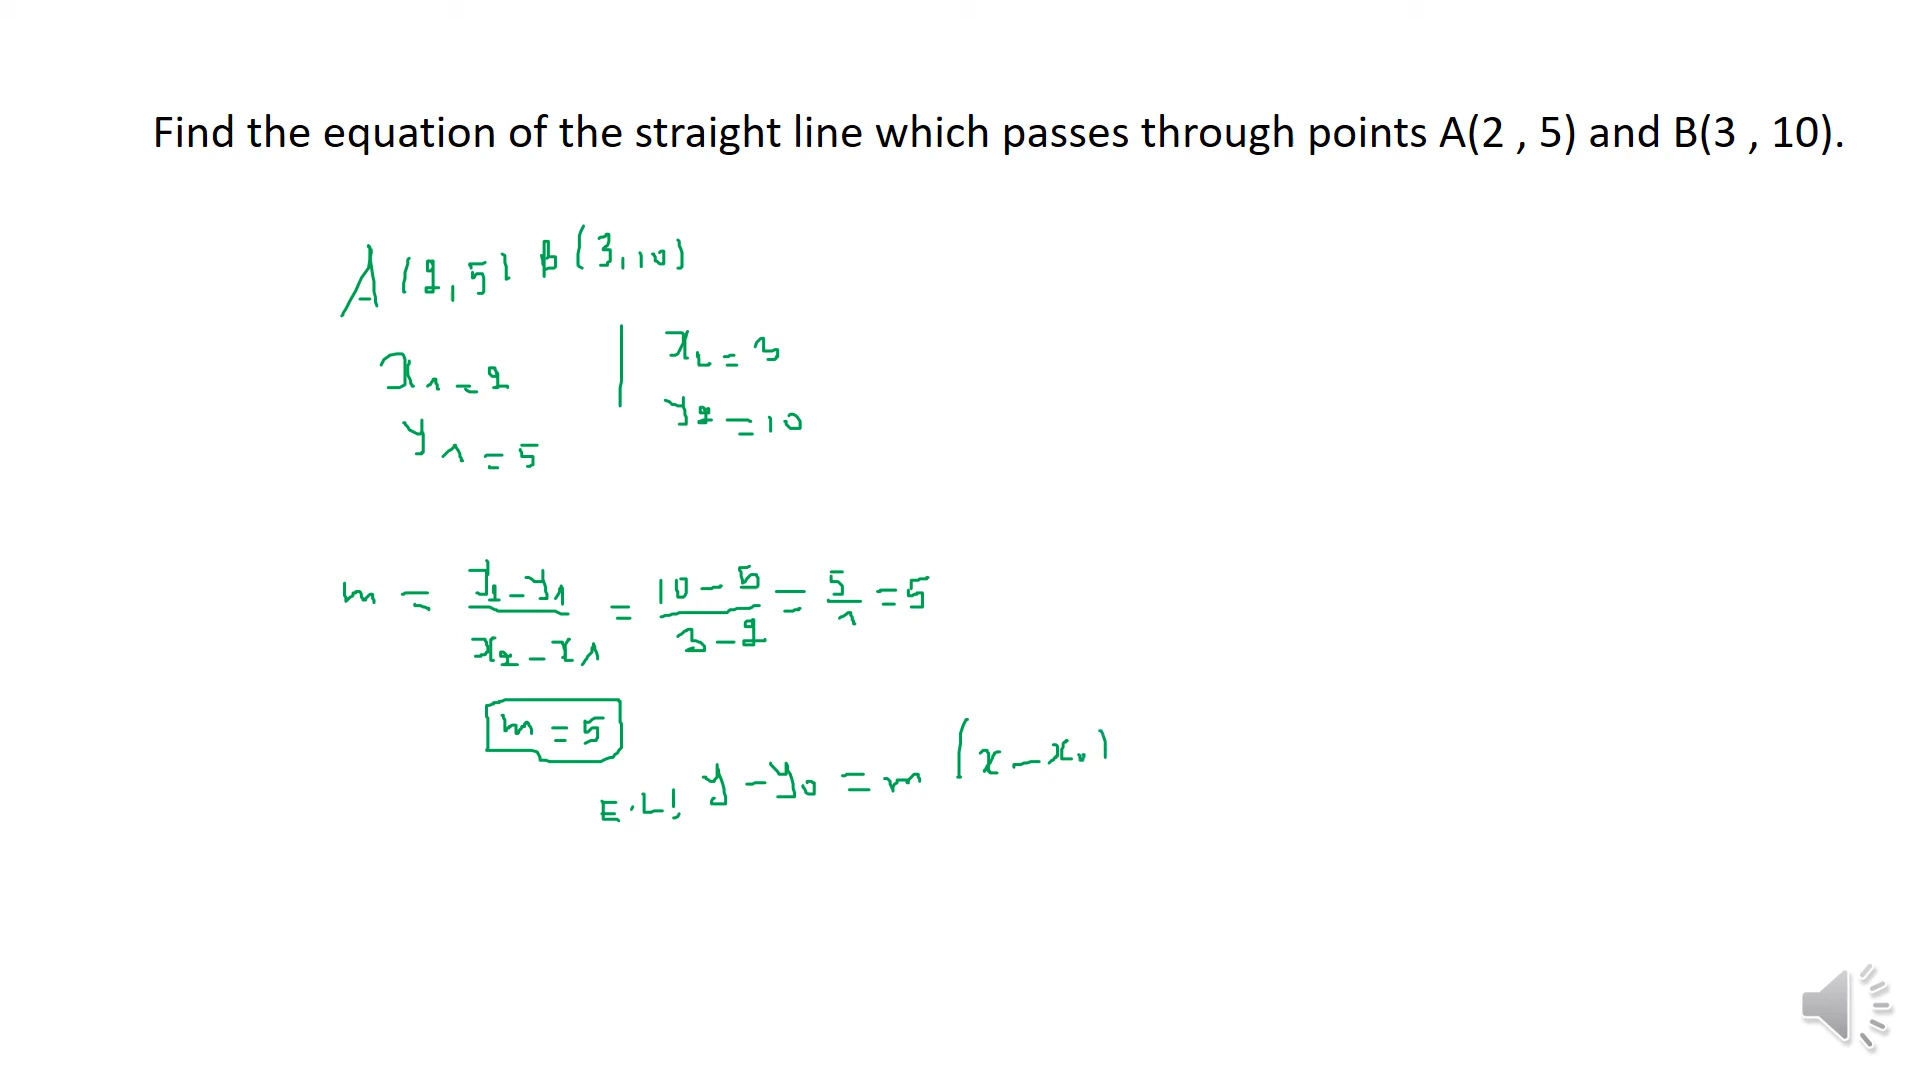 Find the equation of the straight line which passes through points A(2 , 5) and B(3 , 10).
A(2,5) B(3,10)
x₁=2 | x₂=3
y₁=5 | y₂=10
m = (y₂-y₁)/(x₂-x₁) = (10-5)/(3-2) = 5/1 = 5
m = 5
E.L: y-y₀ = m (x-x₀)